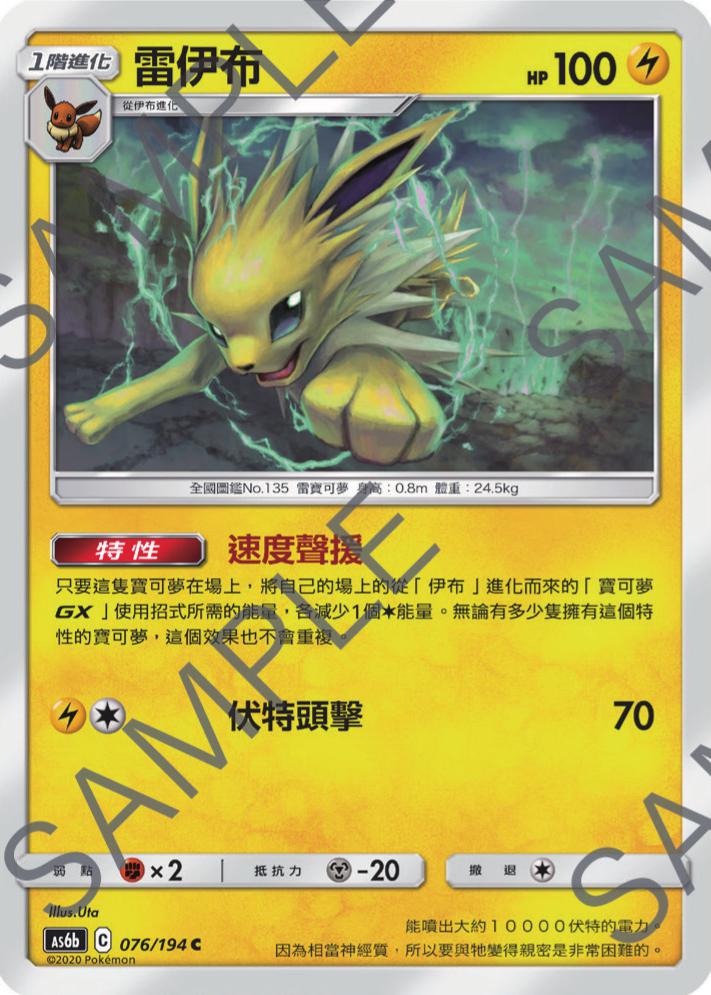 1階進化 雷伊布 HP 100
從伊布進化
全國圖鑑No.135 雷寶可夢 身高：0.8m 體重：24.5kg
特性 速度聲援
只要這隻寶可夢在場上，將自己的場上的從「伊布」進化而來的「寶可夢
GX」使用招式所需的能量，各減少1個✶能量。無論有多少隻擁有這個特
性的寶可夢，這個效果也不會重複。
伏特頭擊 70
弱點 ×2 抵抗力 -20 撤退
Illus.Uta
能噴出大約10000伏特的電力。
AS6b C 076/194 C
因為相當神經質，所以要與牠變得親密是非常困難的。
©2020 Pokémon
SAMPLE
SAMPLE
SAMPLE
SAMPLE
SAMPLE